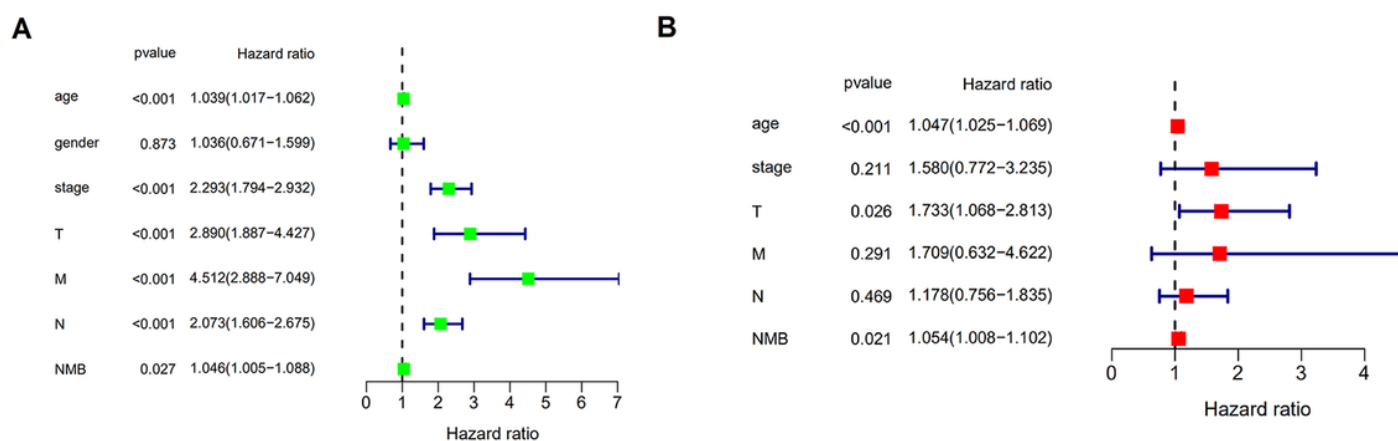 A
pvalue Hazard ratio
age <0.001 1.039(1.017−1.062)
gender 0.873 1.036(0.671−1.599)
stage <0.001 2.293(1.794−2.932)
T <0.001 2.890(1.887−4.427)
M <0.001 4.512(2.888−7.049)
N <0.001 2.073(1.606−2.675)
NMB 0.027 1.046(1.005−1.088)
0 1 2 3 4 5 6 7
Hazard ratio
B
pvalue Hazard ratio
age <0.001 1.047(1.025−1.069)
stage 0.211 1.580(0.772−3.235)
T 0.026 1.733(1.068−2.813)
M 0.291 1.709(0.632−4.622)
N 0.469 1.178(0.756−1.835)
NMB 0.021 1.054(1.008−1.102)
0 1 2 3 4
Hazard ratio